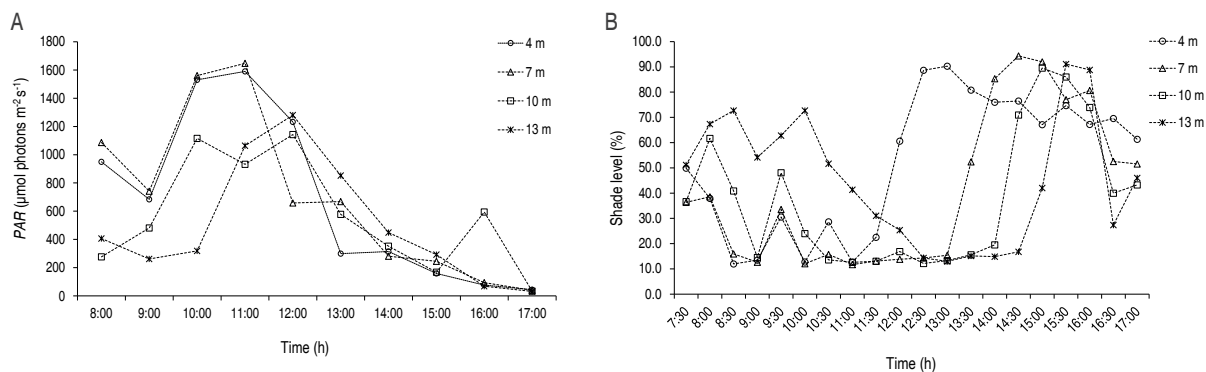 A
PAR (µmol photons m-2 s-1)
1800
1600
1400
1200
1000
800
600
400
200
0
8:00 9:00 10:00 11:00 12:00 13:00 14:00 15:00 16:00 17:00
Time (h)
4 m
7 m
10 m
13 m
B
Shade level (%)
100.0
90.0
80.0
70.0
60.0
50.0
40.0
30.0
20.0
10.0
0.0
7:30 8:00 8:30 9:00 9:30 10:00 10:30 11:00 11:30 12:00 12:30 13:00 13:30 14:00 14:30 15:00 15:30 16:00 16:30 17:00
Time (h)
4 m
7 m
10 m
13 m